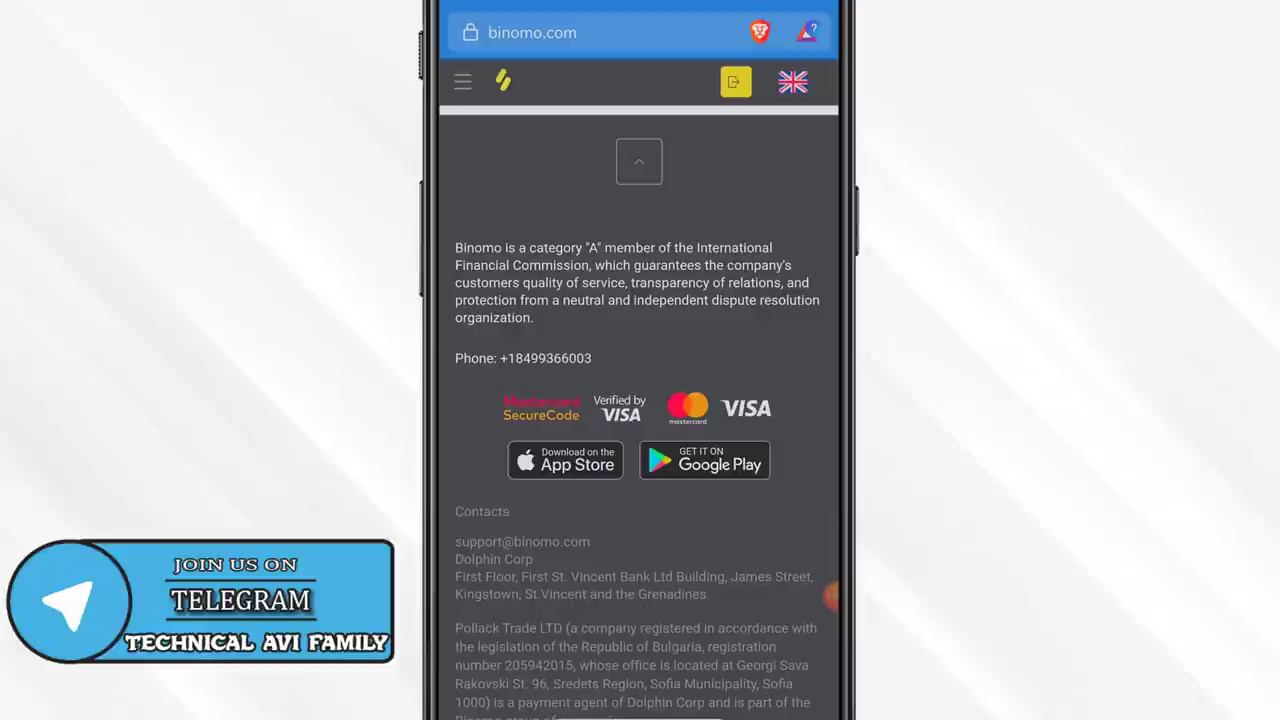 binomo.com
Binomo is a category "A" member of the International
Financial Commission, which guarantees the company's
customers quality of service, transparency of relations, and
protection from a neutral and independent dispute resolution
organization.
Phone: +18499366003
Mastercard
SecureCode
Verified by
VISA
mastercard
VISA
Download on the
App Store
GET IT ON
Google Play
Contacts
support@binomo.com
Dolphin Corp
First Floor, First St. Vincent Bank Ltd Building, James Street,
Kingstown, St.Vincent and the Grenadines
Pollack Trade LTD (a company registered in accordance with
the legislation of the Republic of Bulgaria, registration
number 205942015, whose office is located at Georgi Sava
Rakovski St. 96, Sredets Region, Sofia Municipality, Sofia
1000) is a payment agent of Dolphin Corp and is part of the
JOIN US ON
TELEGRAM
TECHNICAL AVI FAMILY